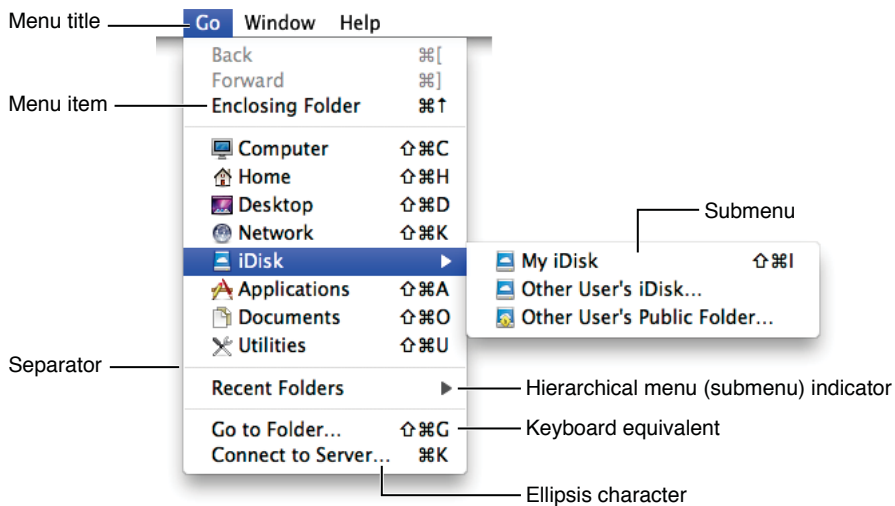 Menu title
Go Window Help
Back ⌘[
Forward ⌘]
Menu item
Enclosing Folder ⌘↑
Computer ⇧⌘C
Home ⇧⌘H
Desktop ⇧⌘D
Submenu
Network ⇧⌘K
iDisk ▶
My iDisk ⇧⌘I
Applications ⇧⌘A
Other User's iDisk...
Documents ⇧⌘O
Other User's Public Folder...
Utilities ⇧⌘U
Separator
Recent Folders ▶
Hierarchical menu (submenu) indicator
Go to Folder... ⇧⌘G
Keyboard equivalent
Connect to Server... ⌘K
Ellipsis character